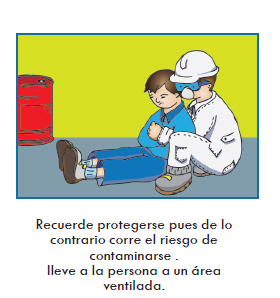 Recuerde protegerse pues de lo
contrario corre el riesgo de
contaminarse .
lleve a la persona a un área
ventilada.